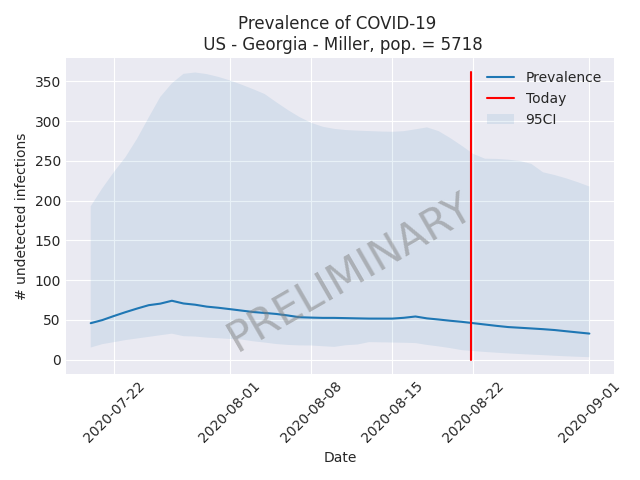 Prevalence of COVID-19
US - Georgia - Miller, pop. = 5718
Prevalence
Today
95CI
350
300
250
200
150
100
50
0
# undetected infections
PRELIMINARY
2020-07-22
2020-08-01
2020-08-08
2020-08-15
2020-08-22
2020-09-01
Date